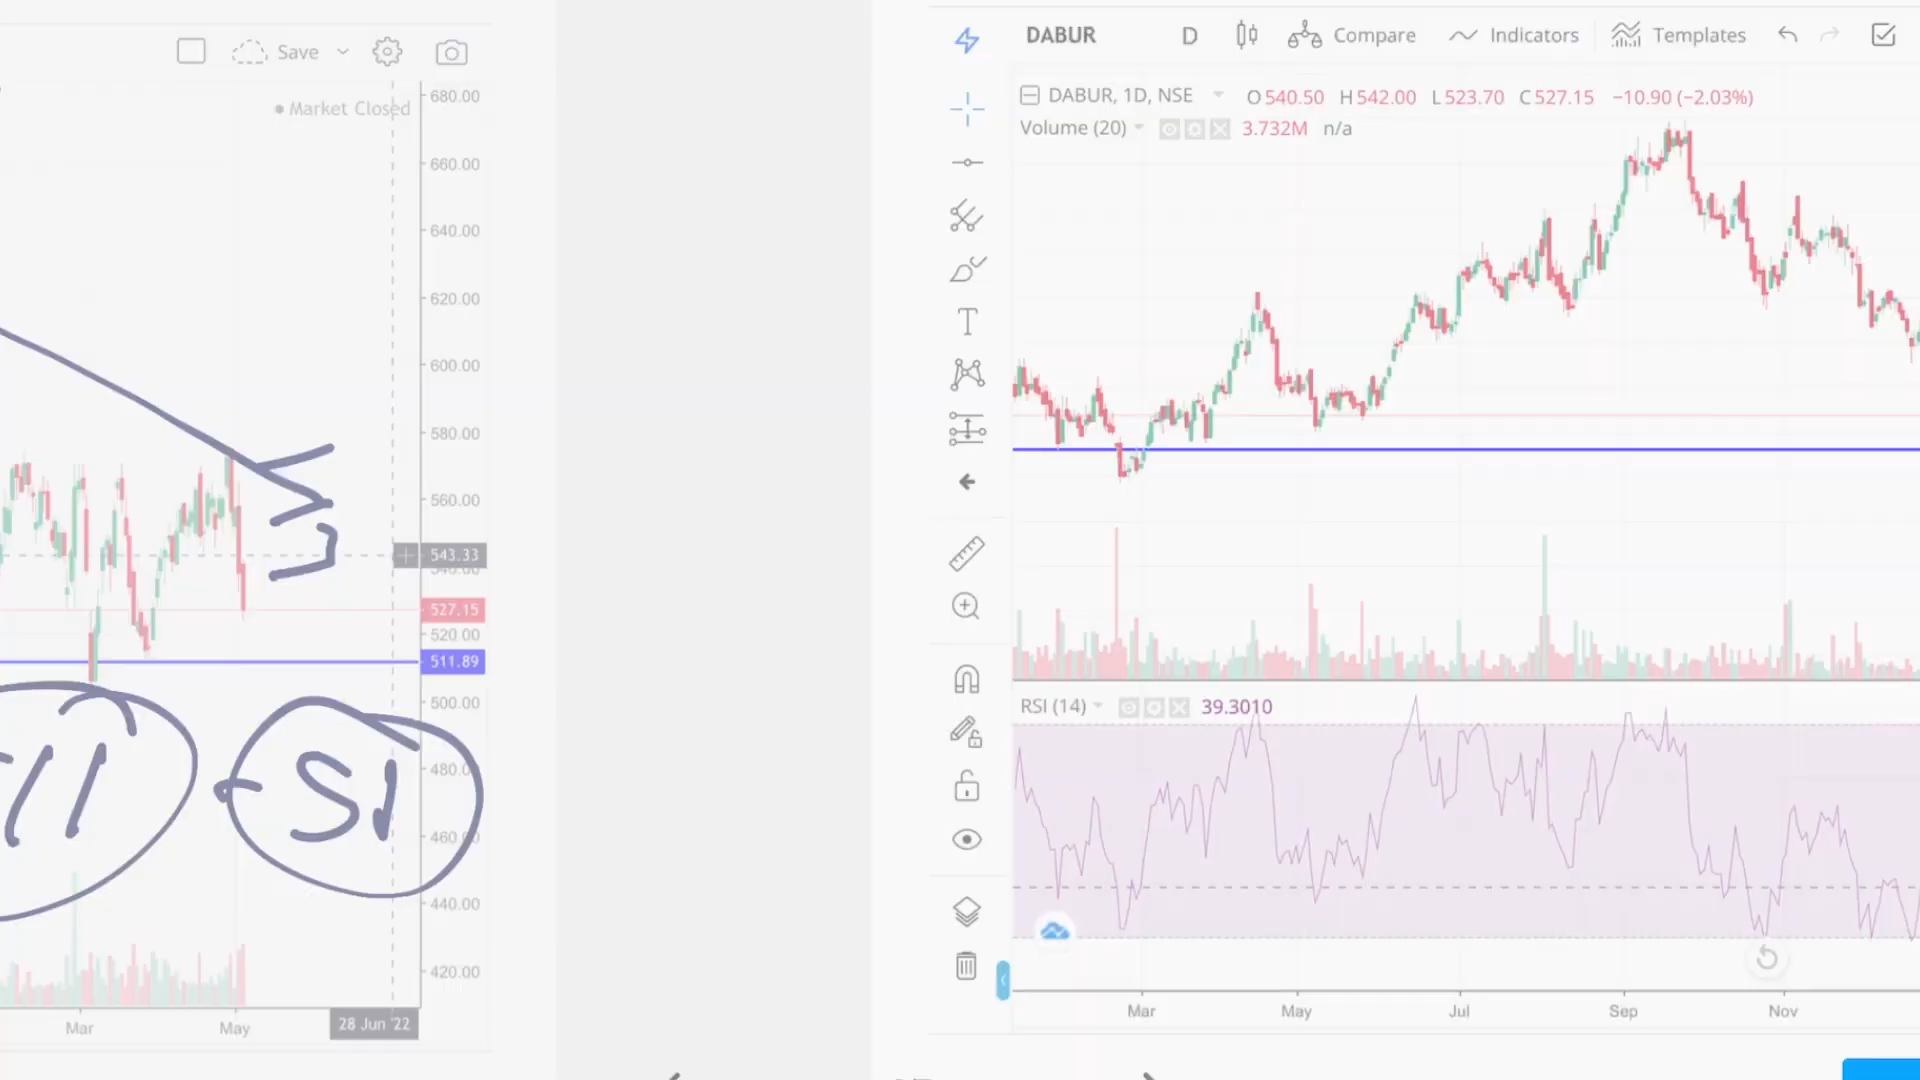 Save
Market Closed
680.00
660.00
640.00
620.00
600.00
580.00
560.00
543.33
527.15
520.00
511.89
500.00
480.0
460.0
440.00
420.00
SI
Mar May 28 Jun '22
DABUR D Compare Indicators Templates
DABUR, 1D, NSE O540.50 H542.00 L523.70 C527.15 −10.90 (−2.03%)
Volume (20) 3.732M n/a
RSI (14) 39.3010
Mar May Jul Sep Nov